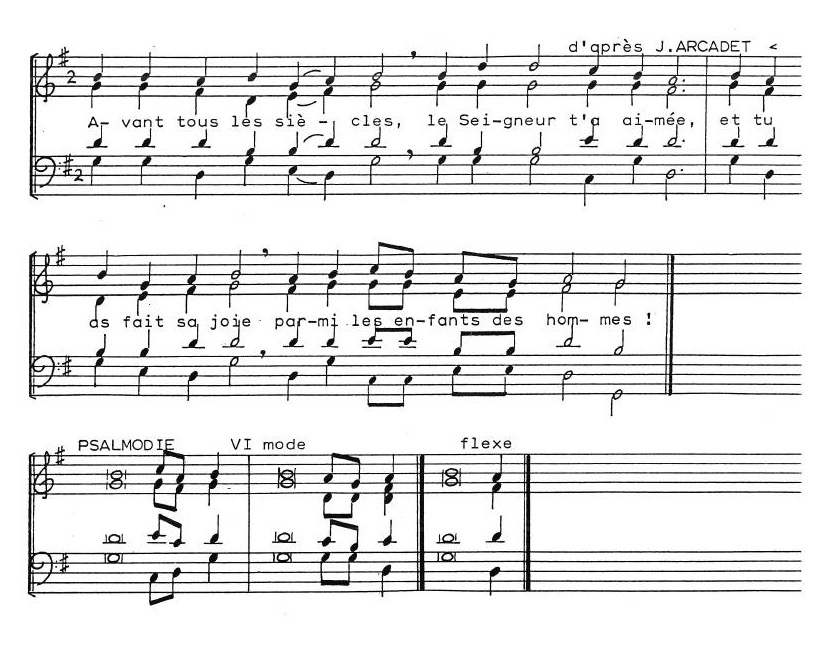 d'après J.ARCADET
A- vant tous les siè - cles, le Sei-gneur t'a ai-mée, et tu
as fait sa joie par-mi les en-fants des hom- mes !
PSALMODIE VI mode flexe